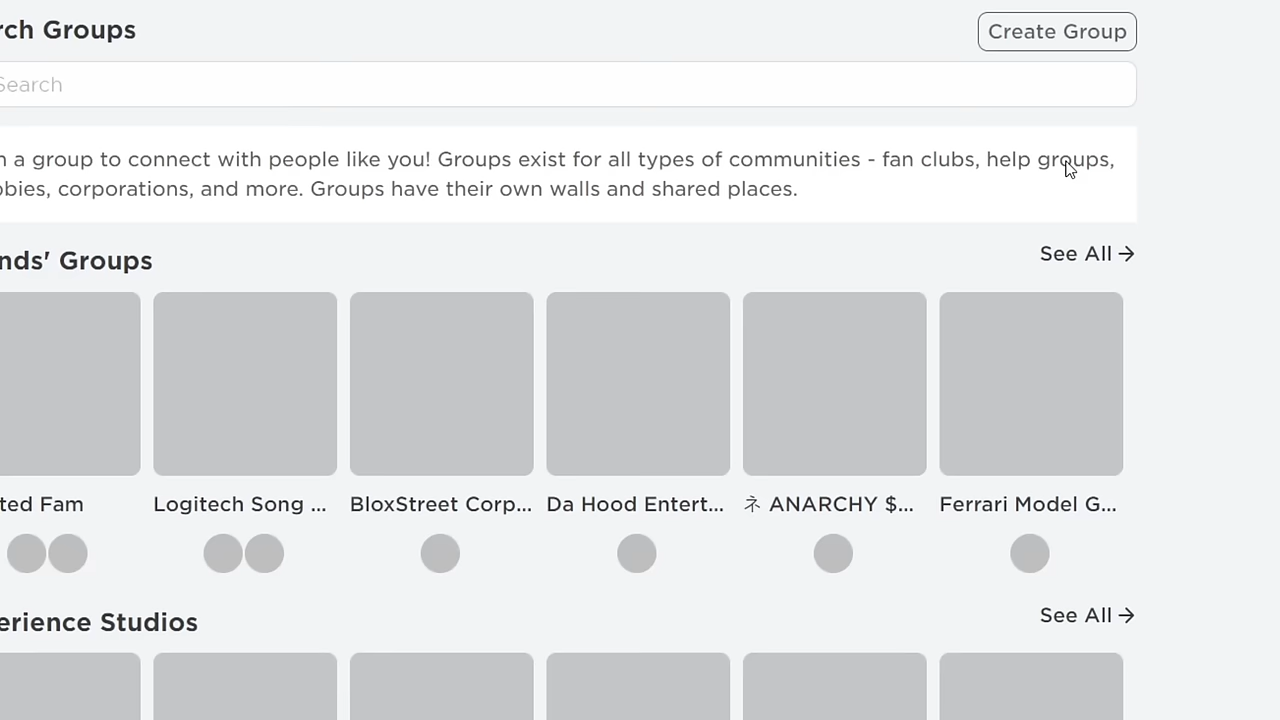 rch Groups
Create Group
Search
n a group to connect with people like you! Groups exist for all types of communities - fan clubs, help groups,
bbies, corporations, and more. Groups have their own walls and shared places.
nds' Groups
See All →
ted Fam
Logitech Song ...
BloxStreet Corp...
Da Hood Entert...
ネ ANARCHY $...
Ferrari Model G...
erience Studios
See All →